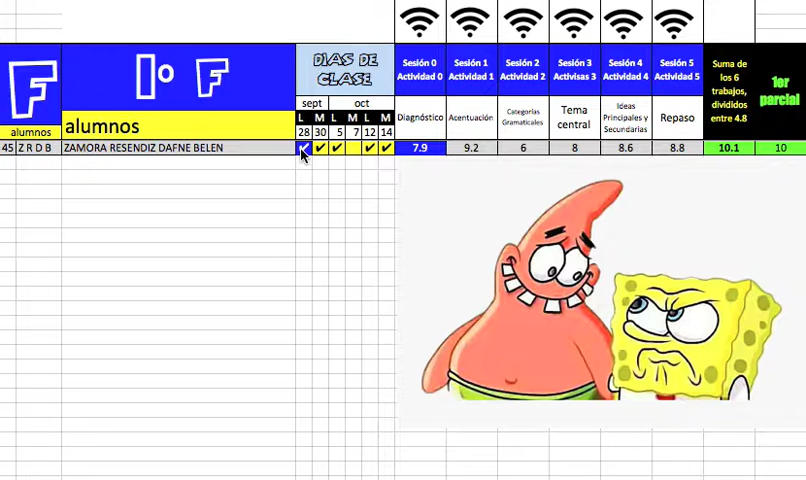 F
1º F
DIAS DE
CLASE
Sesión 0
Actividad 0
Sesión 1
Actividad 1
Sesión 2
Actividad 2
Sesión 3
Activisas 3
Sesión 4
Actividad 4
Sesión 5
Actividad 5
Suma de
los 6
trabajos,
divididos
entre 4.8
1er
parcial
sept oct
alumnos alumnos
L M L M L M
28 30 5 7 12 14
Diagnóstico
Acentuación
Categorías
Gramaticales
Tema
central
Ideas
Principales y
Secundarias
Repaso
45 Z R D B ZAMORA RESENDIZ DAFNE BELEN ✔ ✔ ✔ ✔ ✔ 7.9 9.2 6 8 8.6 8.8 10.1 10